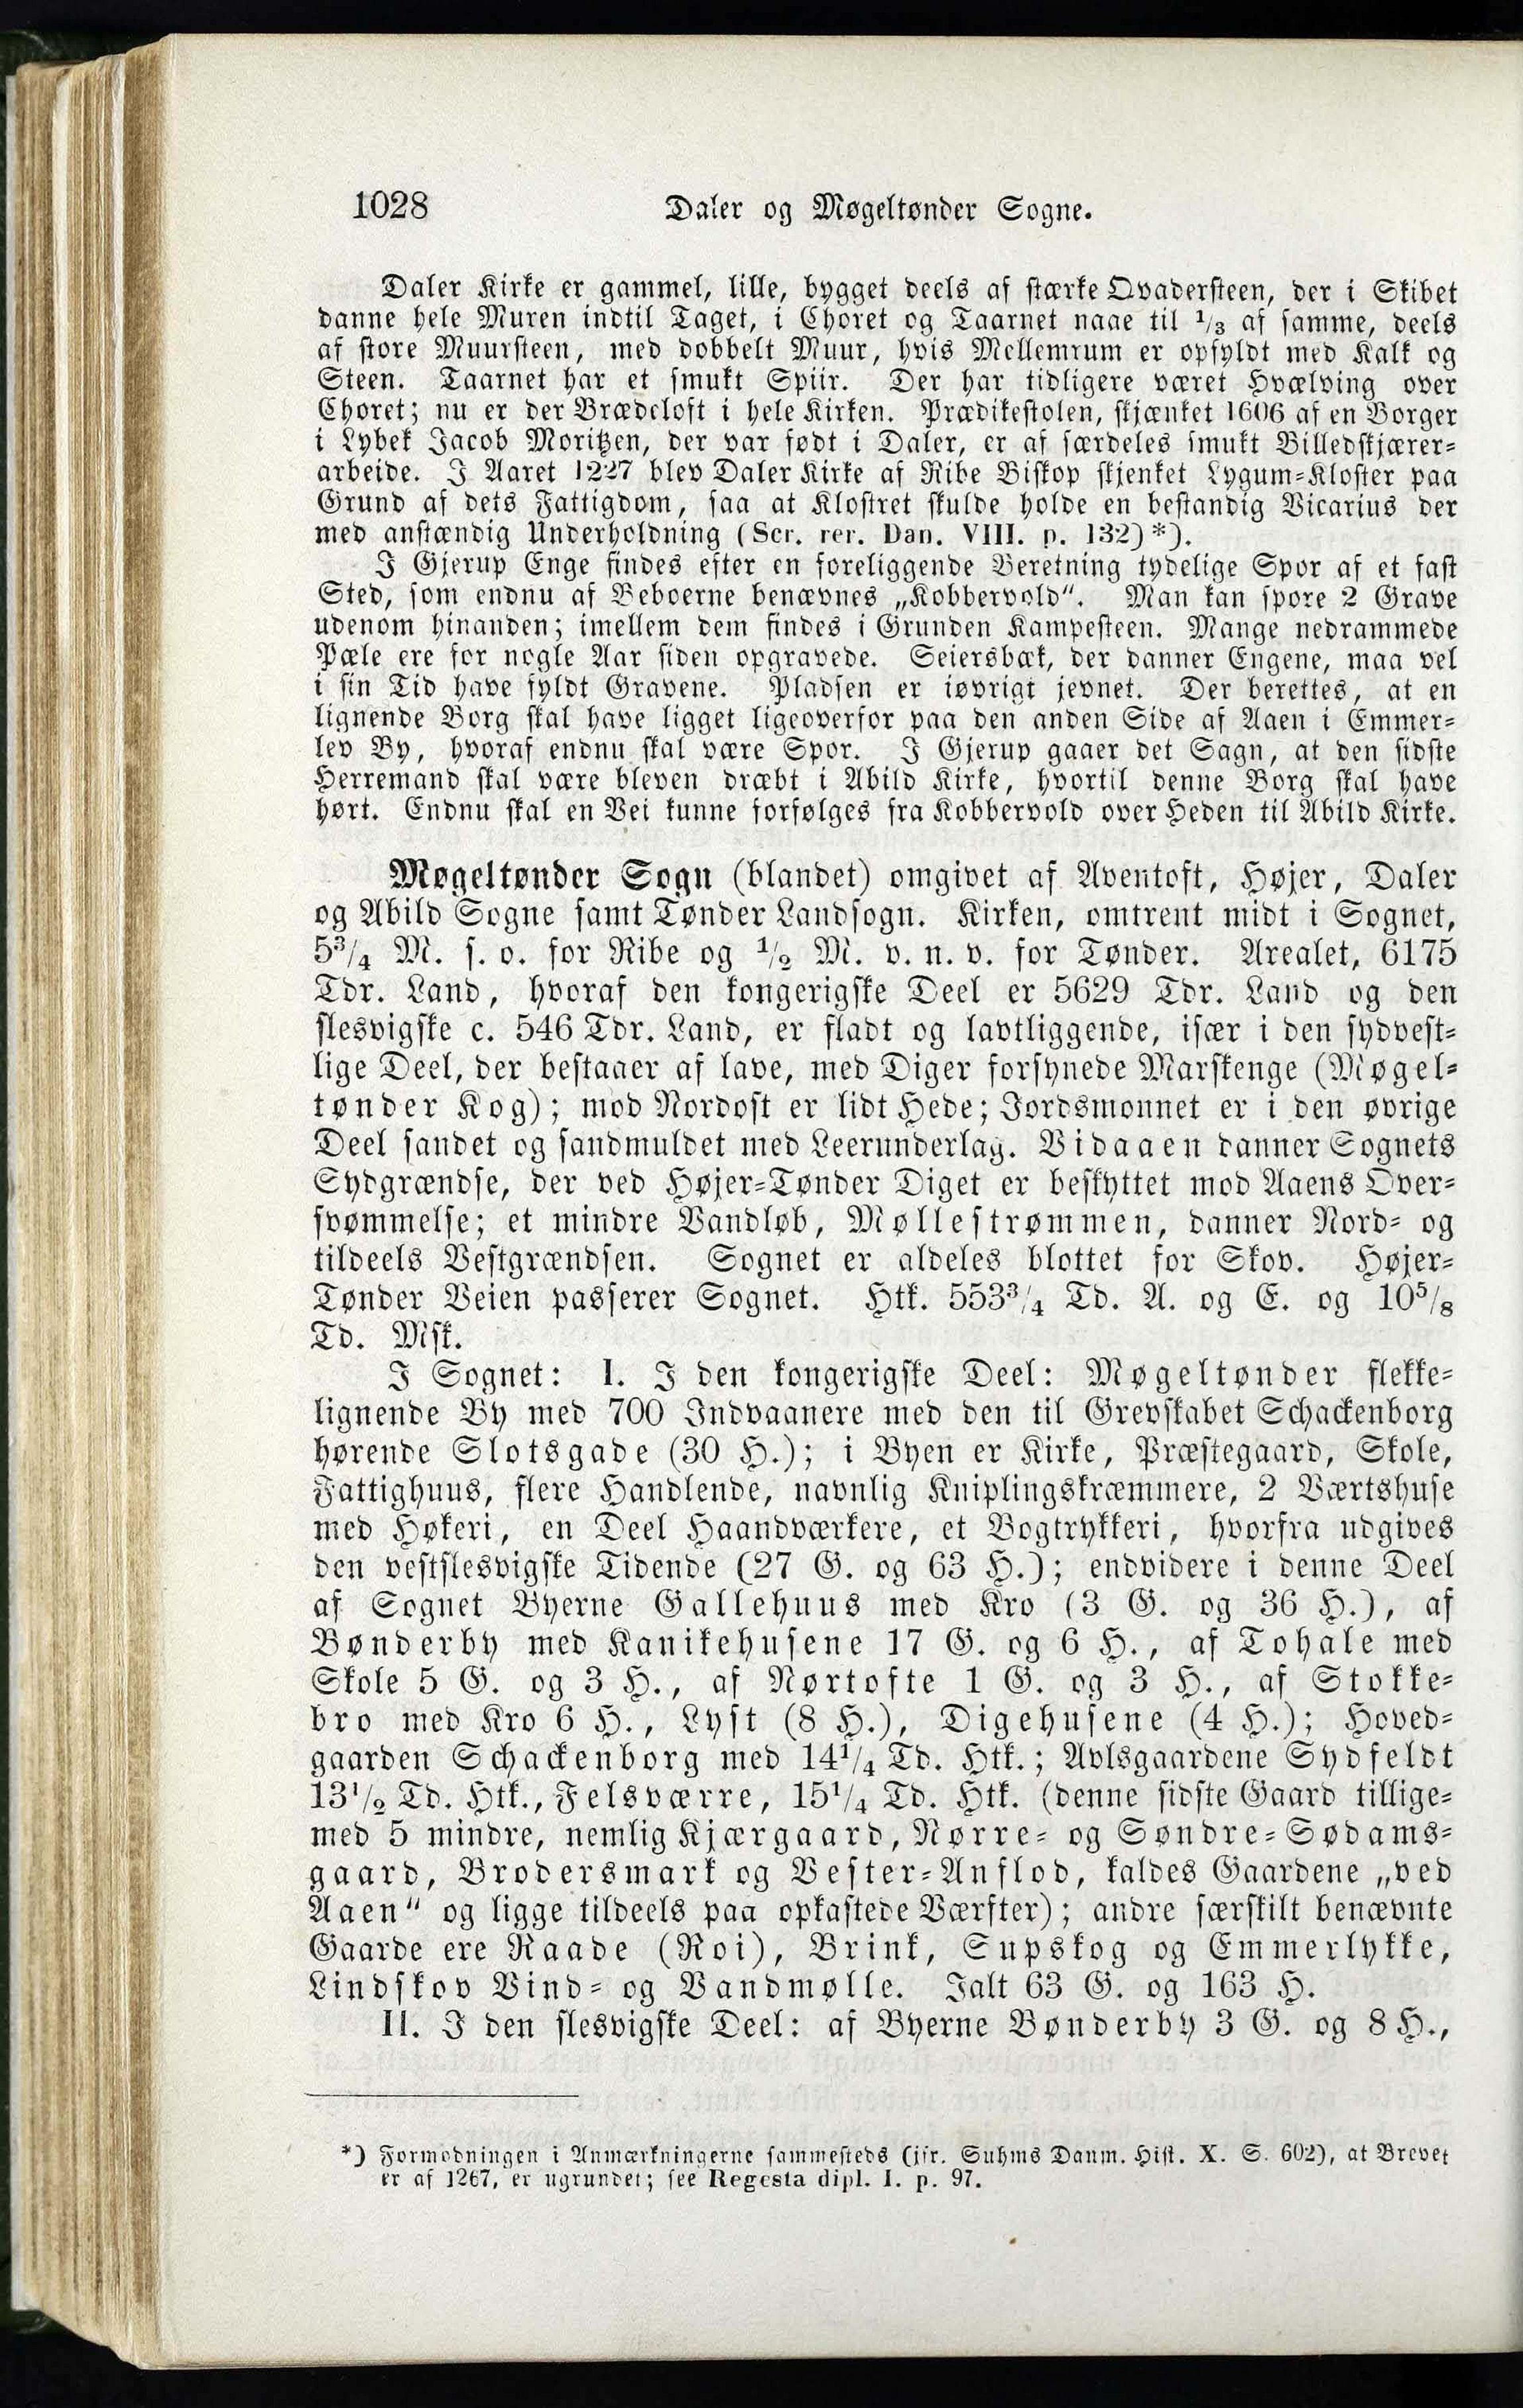 1028 Daler og Møgeltønder Sogne.
Daler Kirke er gammel, lille, bygget deels af stærke Qvadersteen, der i Skibet
danne hele Muren indtil Taget, i Choret og Taarnet naae til 1/3 af samme, deels
af store Muursteen, med dobbelt Muur, hvis Mellemrum er opfyldt med Kalk og
Steen. Taarnet har et smukt Spiir. Der har tidligere været Hvælving over
Choret; nu er der Brædeloft i hele Kirken. Prædikestolen, skjænket 1606 af en Borger
i Lybek Jacob Moritzen, der var født i Daler, er af særdeles smukt Billedskjærer-
arbeide. I Aaret 1227 blev Daler Kirke af Ribe Biskop skjenket Lygum-Kloster paa
Grund af dets Fattigdom, saa at Klostret skulde holde en bestandig Vicarius der
med anstændig Underholdning (Scr. rer. Dan. VIII. p. 132) *).
I Gjerup Enge findes efter en foreliggende Beretning tydelige Spor af et fast
Sted, som endnu af Beboerne benævnes „Kobbervold“. Man kan spore 2 Grave
udenom hinanden; imellem dem findes i Grunden Kampesteen. Mange nedrammede
Pæle ere for nogle Aar siden opgravede. Seiersbæk, der danner Engene, maa vel
i sin Tid have fyldt Gravene. Pladsen er iøvrigt jevnet. Der berettes, at en
lignende Borg skal have ligget ligeoverfor paa den anden Side af Aaen i Emmer-
lev By, hvoraf endnu skal være Spor. I Gjerup gaaer det Sagn, at den sidste
Herremand skal være bleven dræbt i Abild Kirke, hvortil denne Borg skal have
hørt. Endnu skal en Vei kunne forfølges fra Kobbervold over Heden til Abild Kirke.
Møgeltønder Sogn (blandet) omgivet af Aventoft, Højer, Daler
og Abild Sogne samt Tønder Landsogn. Kirken, omtrent midt i Sognet,
5 3/4 M. s. o. for Ribe og 1/2 M. v. n. v. for Tønder. Arealet, 6175
Tdr. Land, hvoraf den kongerigske Deel er 5629 Tdr. Land og den
slesvigske c. 546 Tdr. Land, er fladt og lavtliggende, især i den sydvest-
lige Deel, der bestaaer af lave, med Diger forsynede Marskenge (Møgel-
tønder Kog); mod Nordost er lidt Hede; Jordsmonnet er i den øvrige
Deel sandet og sandmuldet med Leerunderlag. Vidaaen danner Sognets
Sydgrændse, der ved Højer-Tønder Diget er beskyttet mod Aaens Over-
svømmelse; et mindre Vandløb, Møllestrømmen, danner Nord- og
tildeels Vestgrændsen. Sognet er aldeles blottet for Skov. Højer-
Tønder Veien passerer Sognet. Htk. 553 3/4 Td. A. og E. og 10 5/8
Td. Msk.
I Sognet: I. I den kongerigske Deel: Møgeltønder flekke-
lignende By med 700 Indvaanere med den til Grevskabet Schackenborg
hørende Slotsgade (30 H.); i Byen er Kirke, Præstegaard, Skole,
Fattighuus, flere Handlende, navnlig Kniplingskræmmere, 2 Værtshuse
med Høkeri, en Deel Haandværkere, et Bogtrykkeri, hvorfra udgives
den vestslesvigske Tidende (27 G. og 63 H.); endvidere i denne Deel
af Sognet Byerne Gallehuus med Kro (3 G. og 36 H.), af
Bønderby med Kanikehusene 17 G. og 6 H., af Tohale med
Skole 5 G. og 3 H., af Nørtofte 1 G. og 3 H., af Stokke-
bro med Kro 6 H., Lyst (8 H.), Digehusene (4 H.); Hoved-
gaarden Schackenborg med 14 1/4 Td. Htk.; Avlsgaardene Sydfeldt
13 1/2 Td. Htk., Felsværre, 15 1/4 Td. Htk. (denne sidste Gaard tillige-
med 5 mindre, nemlig Kjærgaard, Nørre- og Søndre-Sødams-
gaard, Brodersmark og Vester-Anflod, kaldes Gaardene „ved
Aaen“ og ligge tildeels paa opkastede Værfter); andre særskilt benævnte
Gaarde ere Raade (Roi), Brink, Supskog og Emmerlykke,
Lindskov Vind- og Vandmølle. Ialt 63 G. og 163 H.
II. I den slesvigske Deel: af Byerne Bønderby 3 G. og 8 H.,
*) Formodningen i Anmærkningerne sammesteds (jfr. Suhms Danm. Hist. X. S. 602), at Brevet
er af 1267, er ugrundet; see Regesta dipl. I. p. 97.